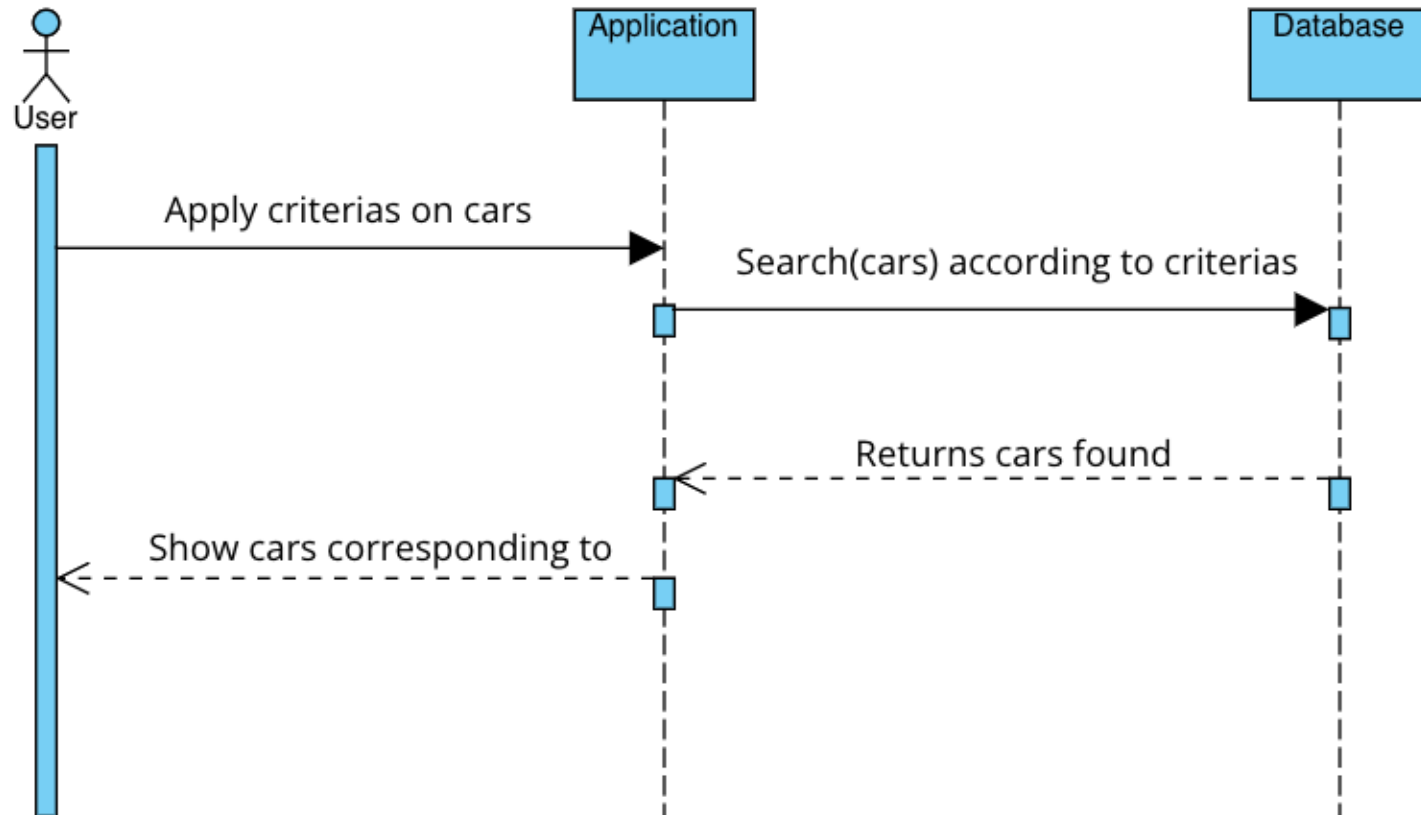 Application
Database
User
Apply criterias on cars
Search(cars) according to criterias
Returns cars found
Show cars corresponding to